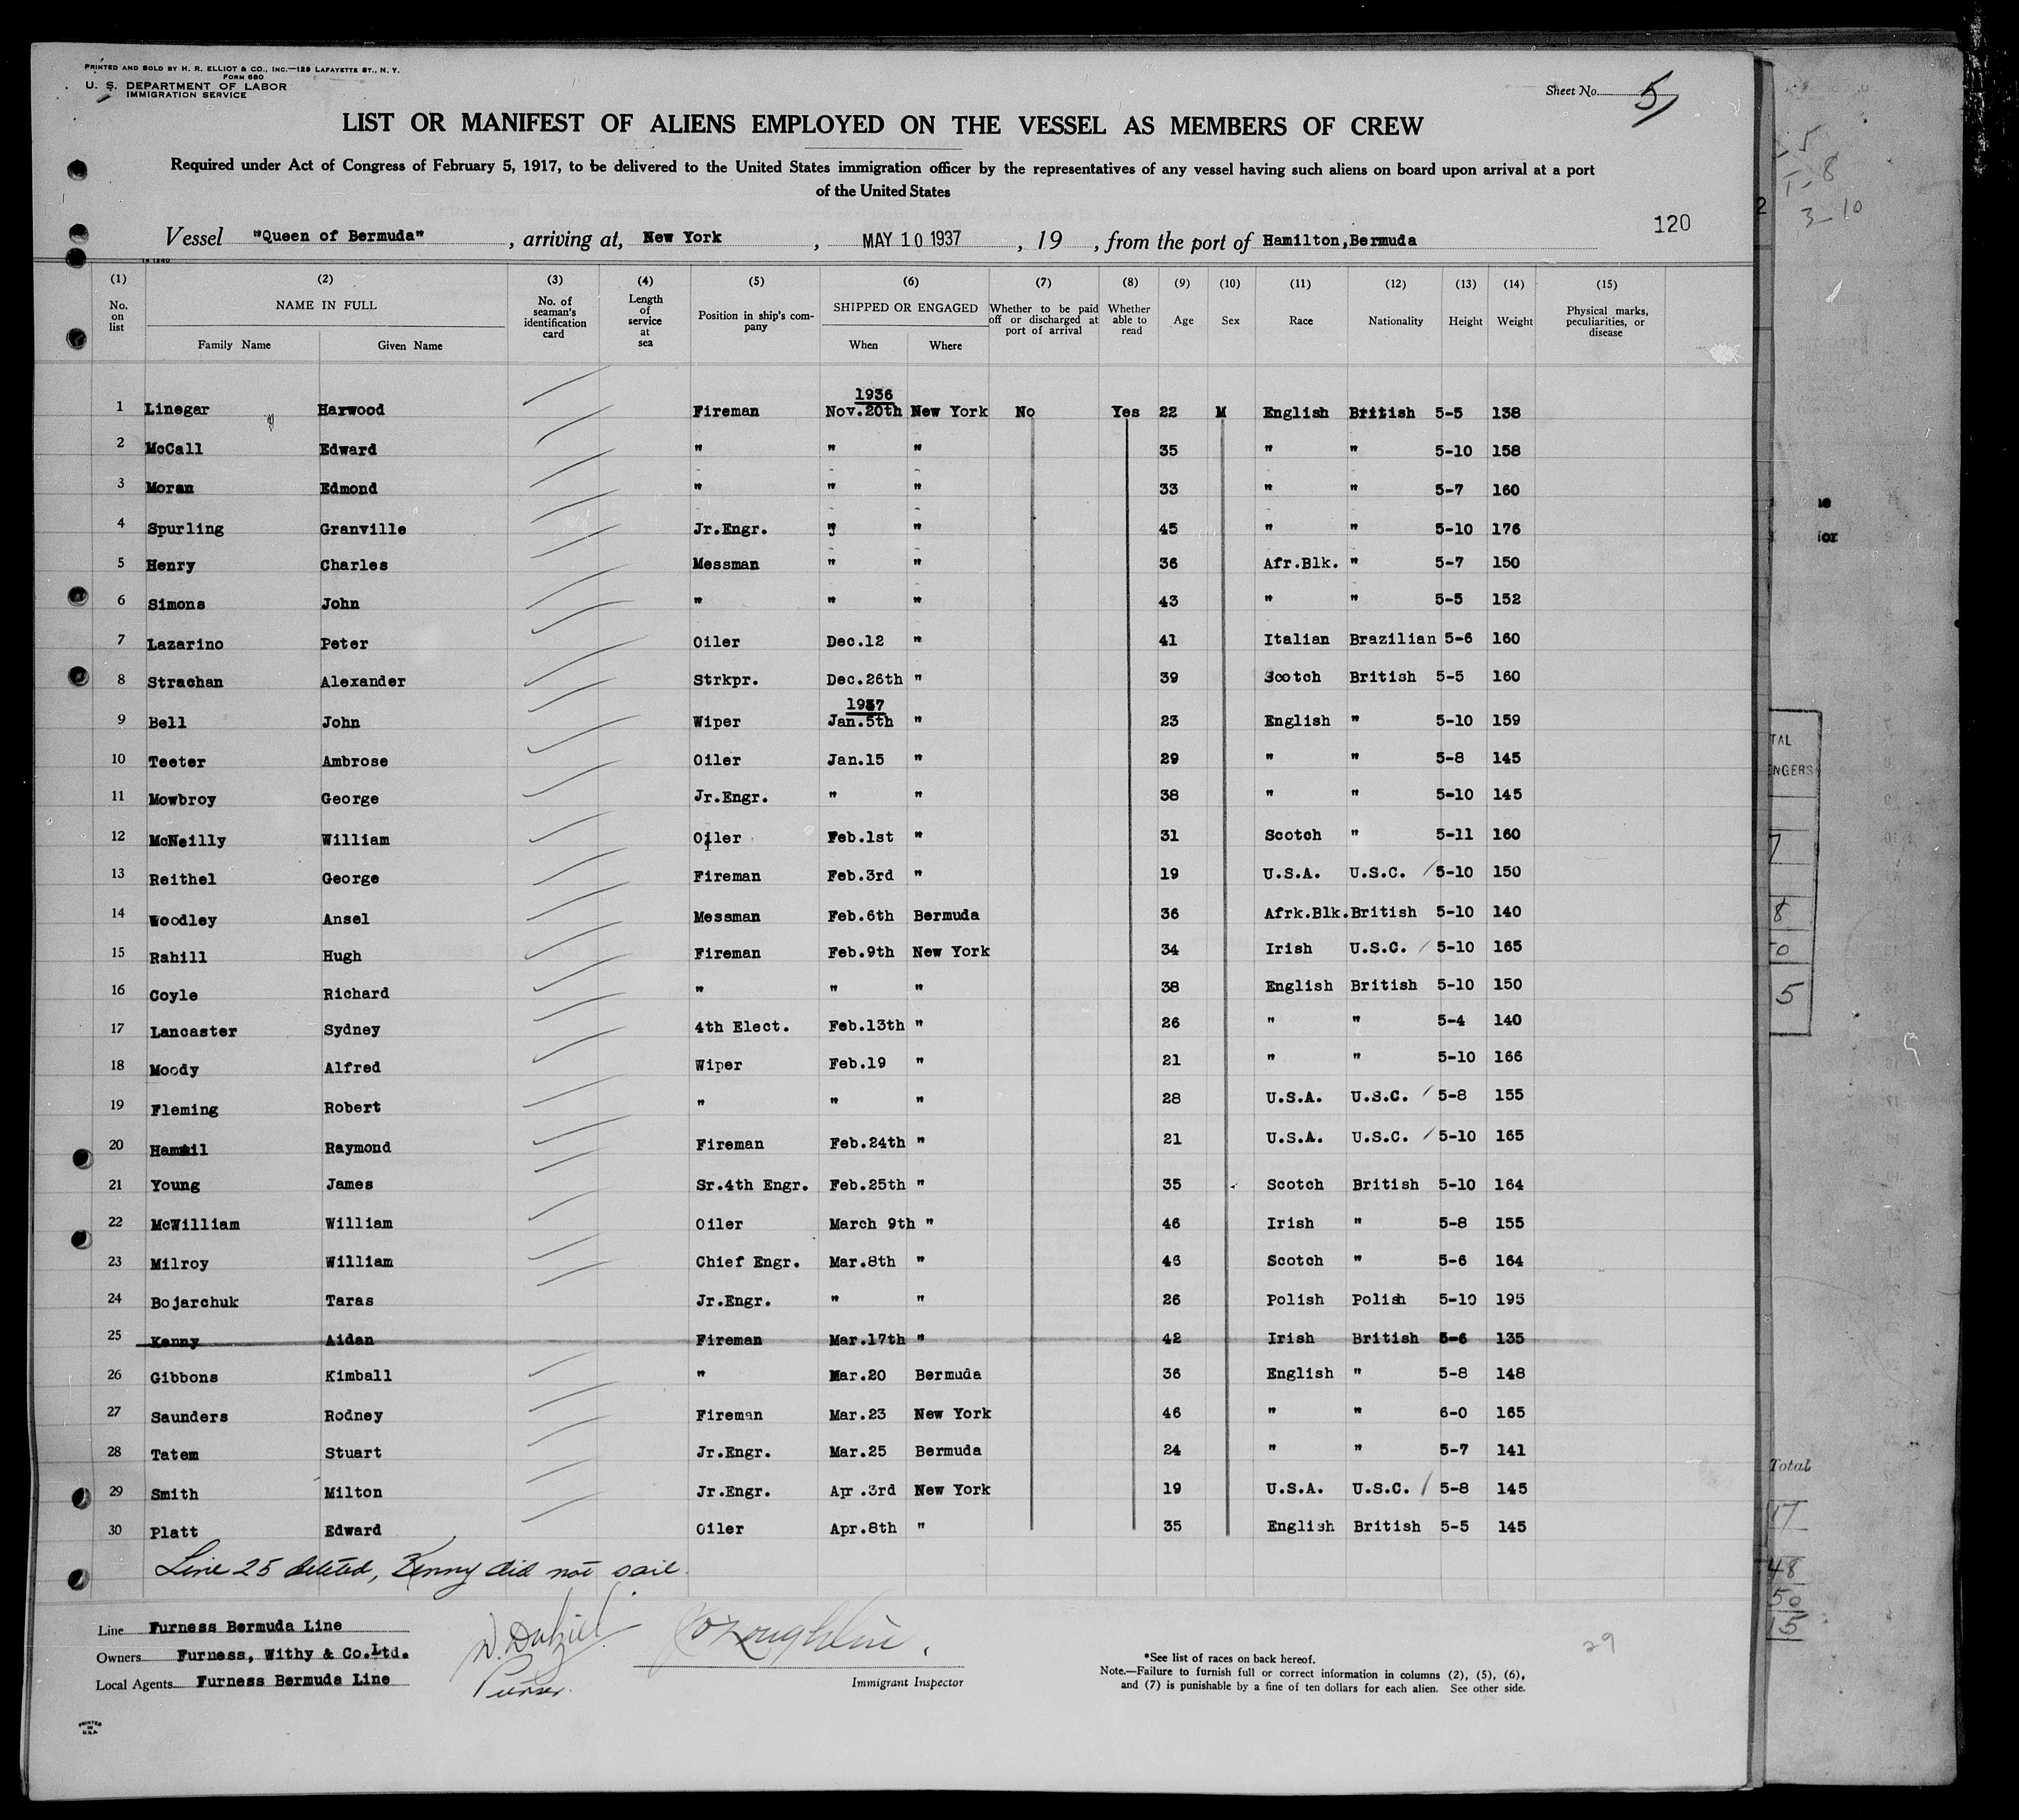 PRINTED AND SOLD BY H. R. ELLIOT & CO., INC.—128 LAFAYETTE ST., N. Y.
FORM 680
U. S. DEPARTMENT OF LABOR
IMMIGRATION SERVICE
Sheet No. 5
LIST OR MANIFEST OF ALIENS EMPLOYED ON THE VESSEL AS MEMBERS OF CREW
Required under Act of Congress of February 5, 1917, to be delivered to the United States immigration officer by the representatives of any vessel having such aliens on board upon arrival at a port
of the United States
120
Vessel "Queen of Bermuda", arriving at, New York, MAY 10 1937, 19 , from the port of Hamilton,Bermuda
(1) (2) (3) (4) (5) (6) (7) (8) (9) (10) (11) (12) (13) (14) (15)
No. on list NAME IN FULL Family Name Given Name No. of seaman's identification card Length of service at sea Position in ship's company SHIPPED OR ENGAGED When Where Whether to be paid off or discharged at port of arrival Whether able to read Age Sex Race Nationality Height Weight Physical marks, peculiarities, or disease
1936
1 Linegar Harwood Fireman Nov.20th New York No Yes 22 M English British 5-5 138
2 McCall Edward " " " 35 " " 5-10 158
3 Moran Edmond " " " 33 " " 5-7 160
4 Spurling Granville Jr.Engr. " " 45 " " 5-10 176
5 Henry Charles Messman " " 36 Afr.Blk. " 5-7 150
6 Simons John " " " 43 " " 5-5 152
7 Lazarino Peter Oiler Dec.12 " 41 Italian Brazilian 5-6 160
8 Strachan Alexander Strkpr. Dec.26th " 39 Scotch British 5-5 160
1937
9 Bell John Wiper Jan.5th " 23 English " 5-10 159
10 Teeter Ambrose Oiler Jan.15 " 29 " " 5-8 145
11 Mowbroy George Jr.Engr. " " 38 " " 5-10 145
12 McNeilly William Oiler Feb.1st " 31 Scotch " 5-11 160
13 Reithel George Fireman Feb.3rd " 19 U.S.A. U.S.C. 5-10 150
14 Woodley Ansel Messman Feb.6th Bermuda 36 Afrk.Blk. British 5-10 140
15 Rahill Hugh Fireman Feb.9th New York 34 Irish U.S.C. 5-10 165
16 Coyle Richard " " " 38 English British 5-10 150
17 Lancaster Sydney 4th Elect. Feb.13th " 26 " " 5-4 140
18 Moody Alfred Wiper Feb.19 " 21 " " 5-10 166
19 Fleming Robert " " " 28 U.S.A. U.S.C. 5-8 155
20 Hammil Raymond Fireman Feb.24th " 21 U.S.A. U.S.C. 5-10 165
21 Young James Sr.4th Engr. Feb.25th " 35 Scotch British 5-10 164
22 McWilliam William Oiler March 9th " 46 Irish " 5-8 155
23 Milroy William Chief Engr. Mar.8th " 46 Scotch " 5-6 164
24 Bojarchuk Taras Jr.Engr. " " 26 Polish Polish 5-10 195
25 Kenny Aidan Fireman Mar.17th " 42 Irish British 5-6 135
26 Gibbons Kimball " Mar.20 Bermuda 36 English " 5-8 148
27 Saunders Rodney Fireman Mar.23 New York 46 " " 6-0 165
28 Tatem Stuart Jr.Engr. Mar.25 Bermuda 24 " " 5-7 141
29 Smith Milton Jr.Engr. Apr.3rd New York 19 U.S.A. U.S.C. 5-8 145
30 Platt Edward Oiler Apr.8th " 35 English British 5-5 145
Line 25 deleted, Kenny did not sail
Line Furness Bermuda Line
Owners Furness, Withy & Co.Ltd.
Local Agents Furness Bermuda Line
Purser.
Immigrant Inspector
*See list of races on back hereof.
Note.—Failure to furnish full or correct information in columns (2), (5), (6),
and (7) is punishable by a fine of ten dollars for each alien. See other side.
29
PRINTED IN U.S.A.
Total
48
50
15